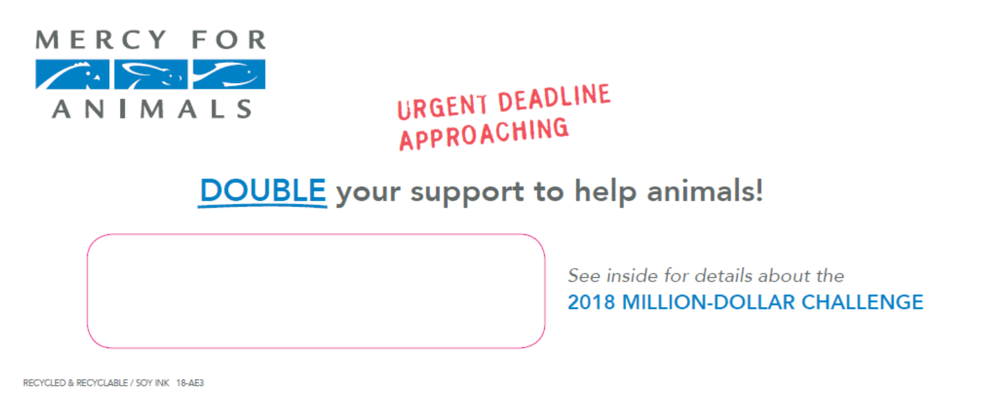 MERCY FOR
ANIMALS
URGENT DEADLINE
APPROACHING
DOUBLE your support to help animals!
See inside for details about the
2018 MILLION-DOLLAR CHALLENGE
RECYCLED & RECYCLABLE / SOY INK 18-AE3